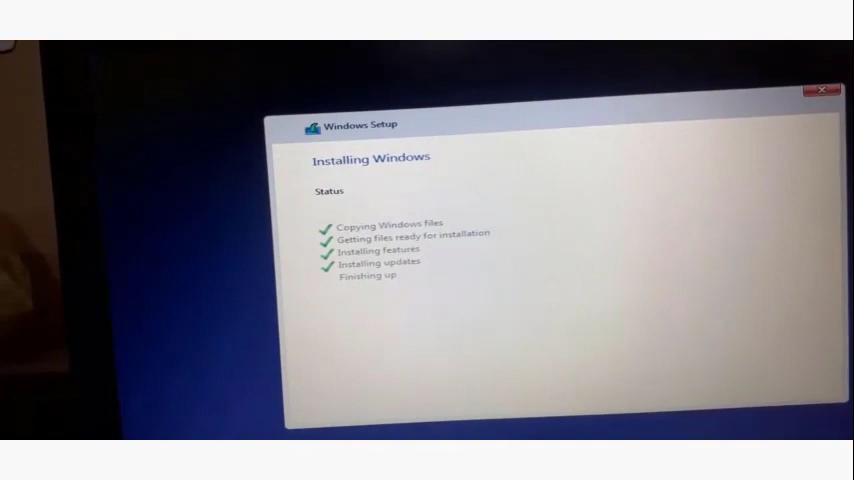 Windows Setup
Installing Windows
Status
Copying Windows files
Getting files ready for installation
Installing features
Installing updates
Finishing up